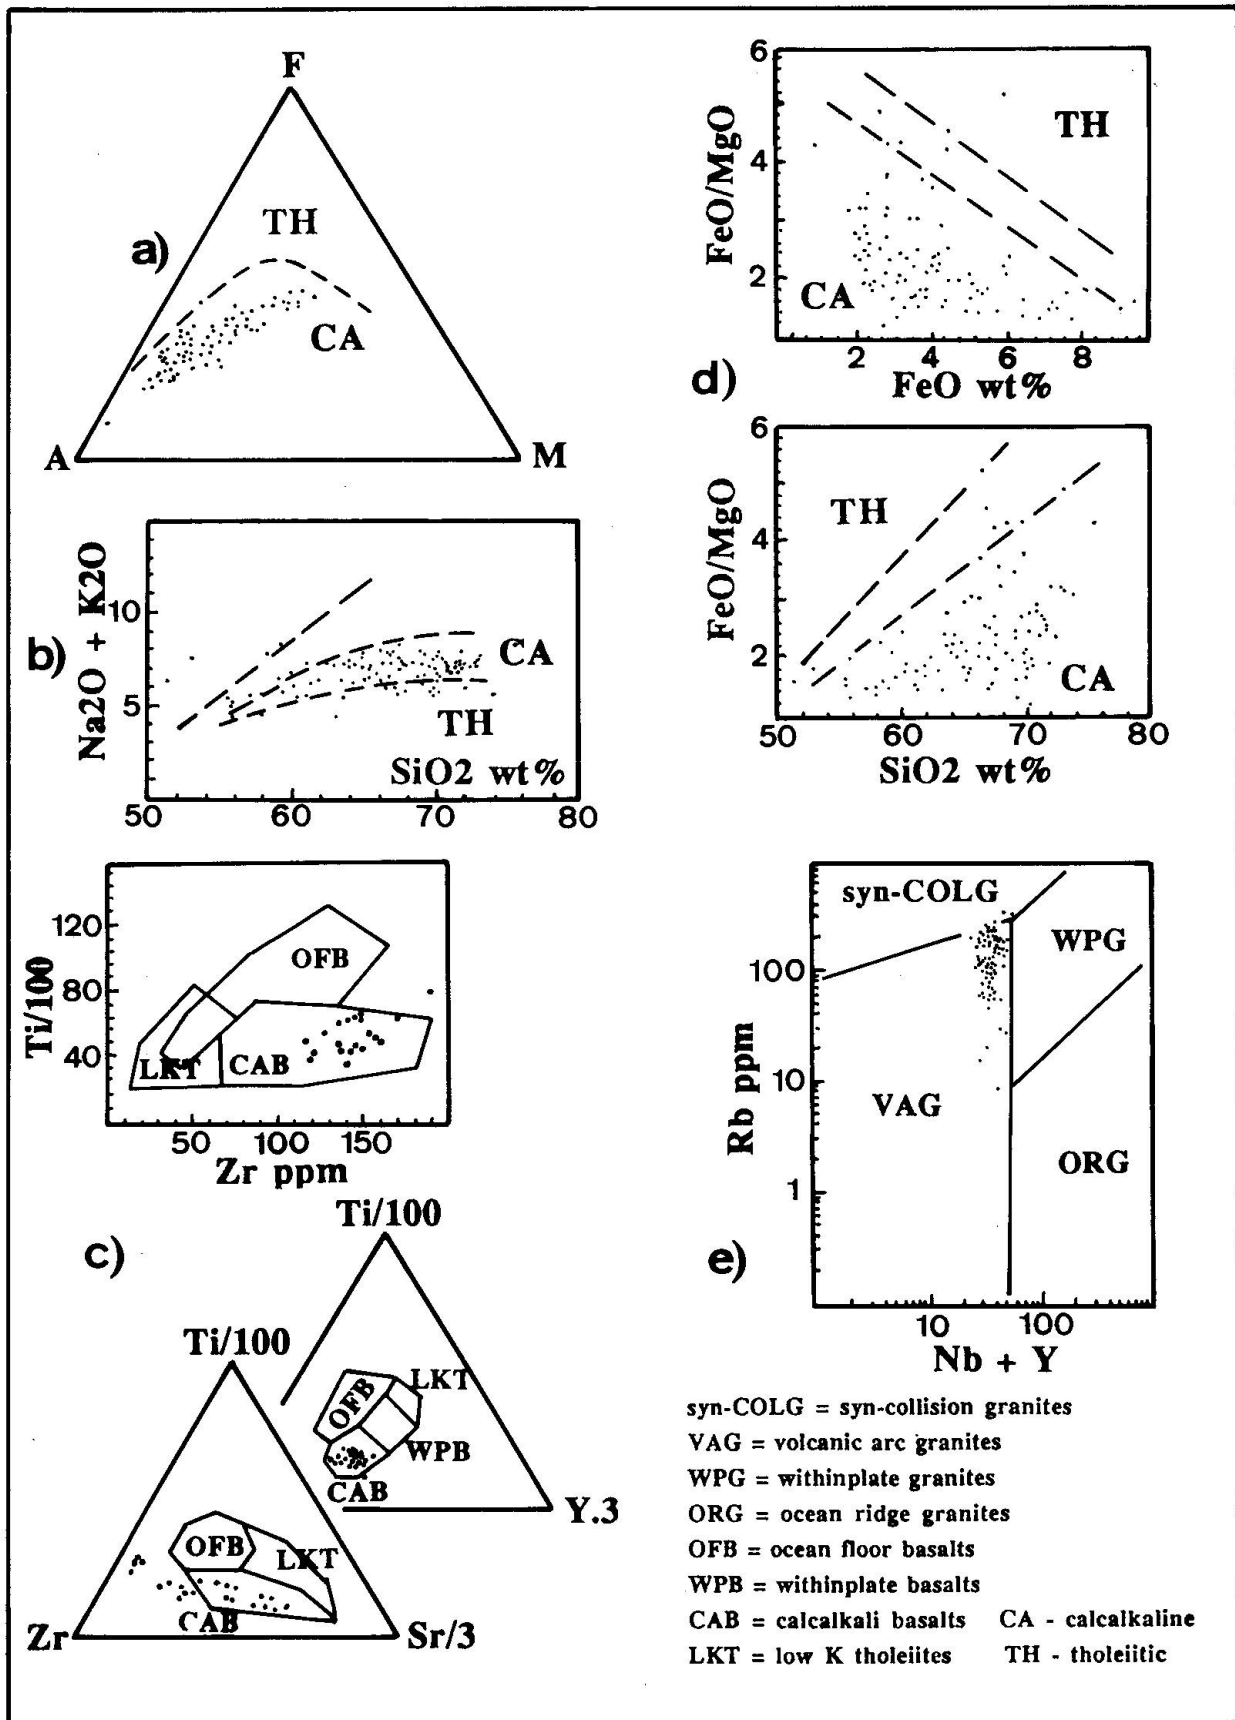 F
TH
a)
CA
A
M
Na2O + K2O
10
5
b)
CA
TH
SiO2 wt%
50
60
70
80
Ti/100
120
80
40
OFB
LKT
CAB
50
100
150
Zr ppm
c)
Ti/100
OFB
LKT
WPB
CAB
Y.3
Ti/100
OFB
LKT
CAB
Zr
Sr/3
FeO/MgO
6
4
2
TH
CA
2
4
6
8
d)
FeO wt%
FeO/MgO
6
4
2
TH
CA
50
60
70
80
SiO2 wt%
Rb ppm
100
10
1
syn-COLG
WPG
VAG
ORG
e)
10
100
Nb + Y
syn-COLG = syn-collision granites
VAG = volcanic arc granites
WPG = withinplate granites
ORG = ocean ridge granites
OFB = ocean floor basalts
WPB = withinplate basalts
CAB = calcalkali basalts CA - calcalkaline
LKT = low K tholeiites TH - tholeiitic